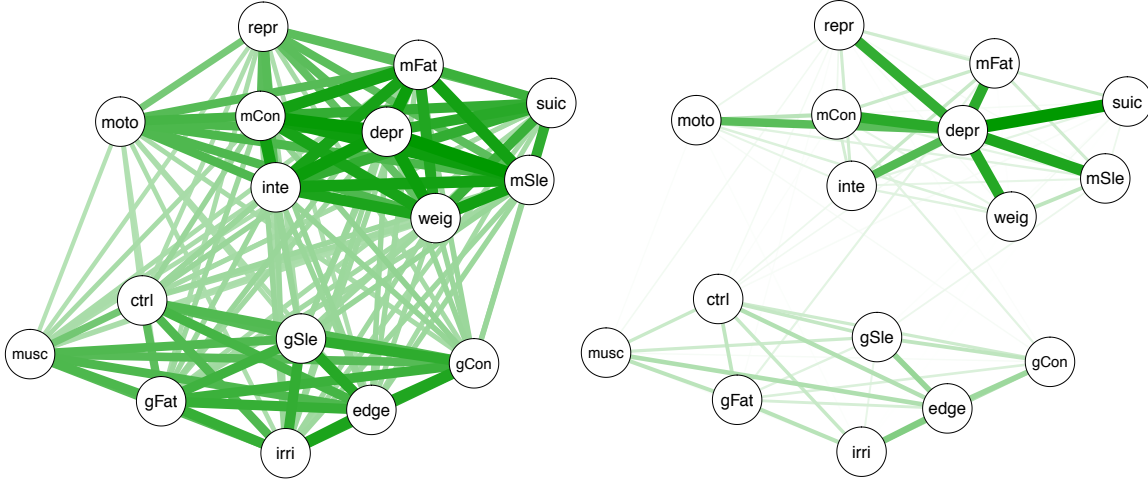 repr
mFat
suic
moto
mCon
depr
mSle
inte
weig
ctrl
gSle
musc
gCon
gFat
edge
irri
repr
mFat
suic
moto
mCon
depr
mSle
inte
weig
ctrl
gSle
musc
gCon
gFat
edge
irri